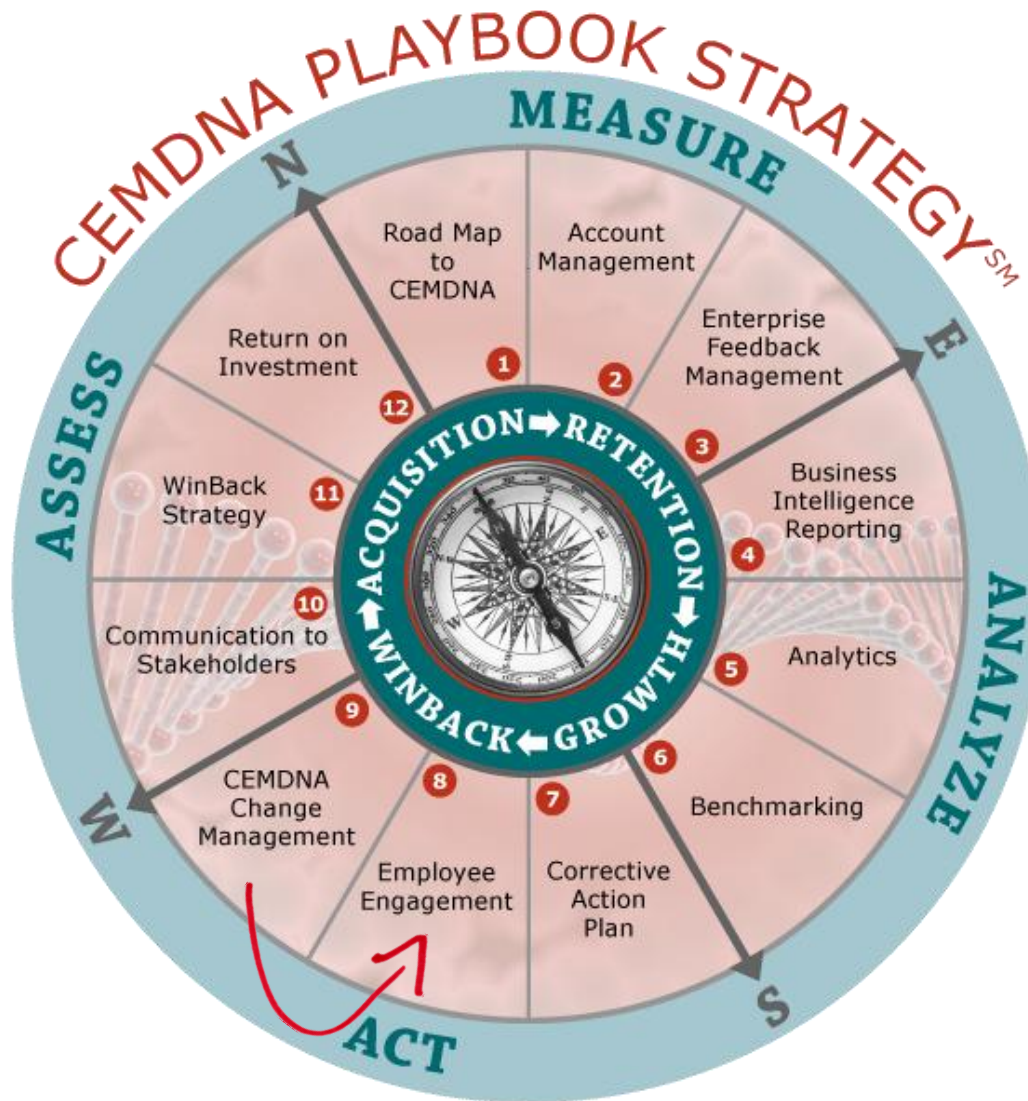 CEMDNA PLAYBOOK STRATEGY℠
MEASURE
N
E
Road Map
to
CEMDNA
1
Account
Management
2
Enterprise
Feedback
Management
3
Business
Intelligence
Reporting
4
ANALYZE
Analytics
5
Benchmarking
6
S
Corrective
Action
Plan
7
Employee
Engagement
8
ACT
CEMDNA
Change
Management
9
W
Communication to
Stakeholders
10
ASSESS
WinBack
Strategy
11
Return on
Investment
12
ACQUISITION
RETENTION
GROWTH
WINBACK